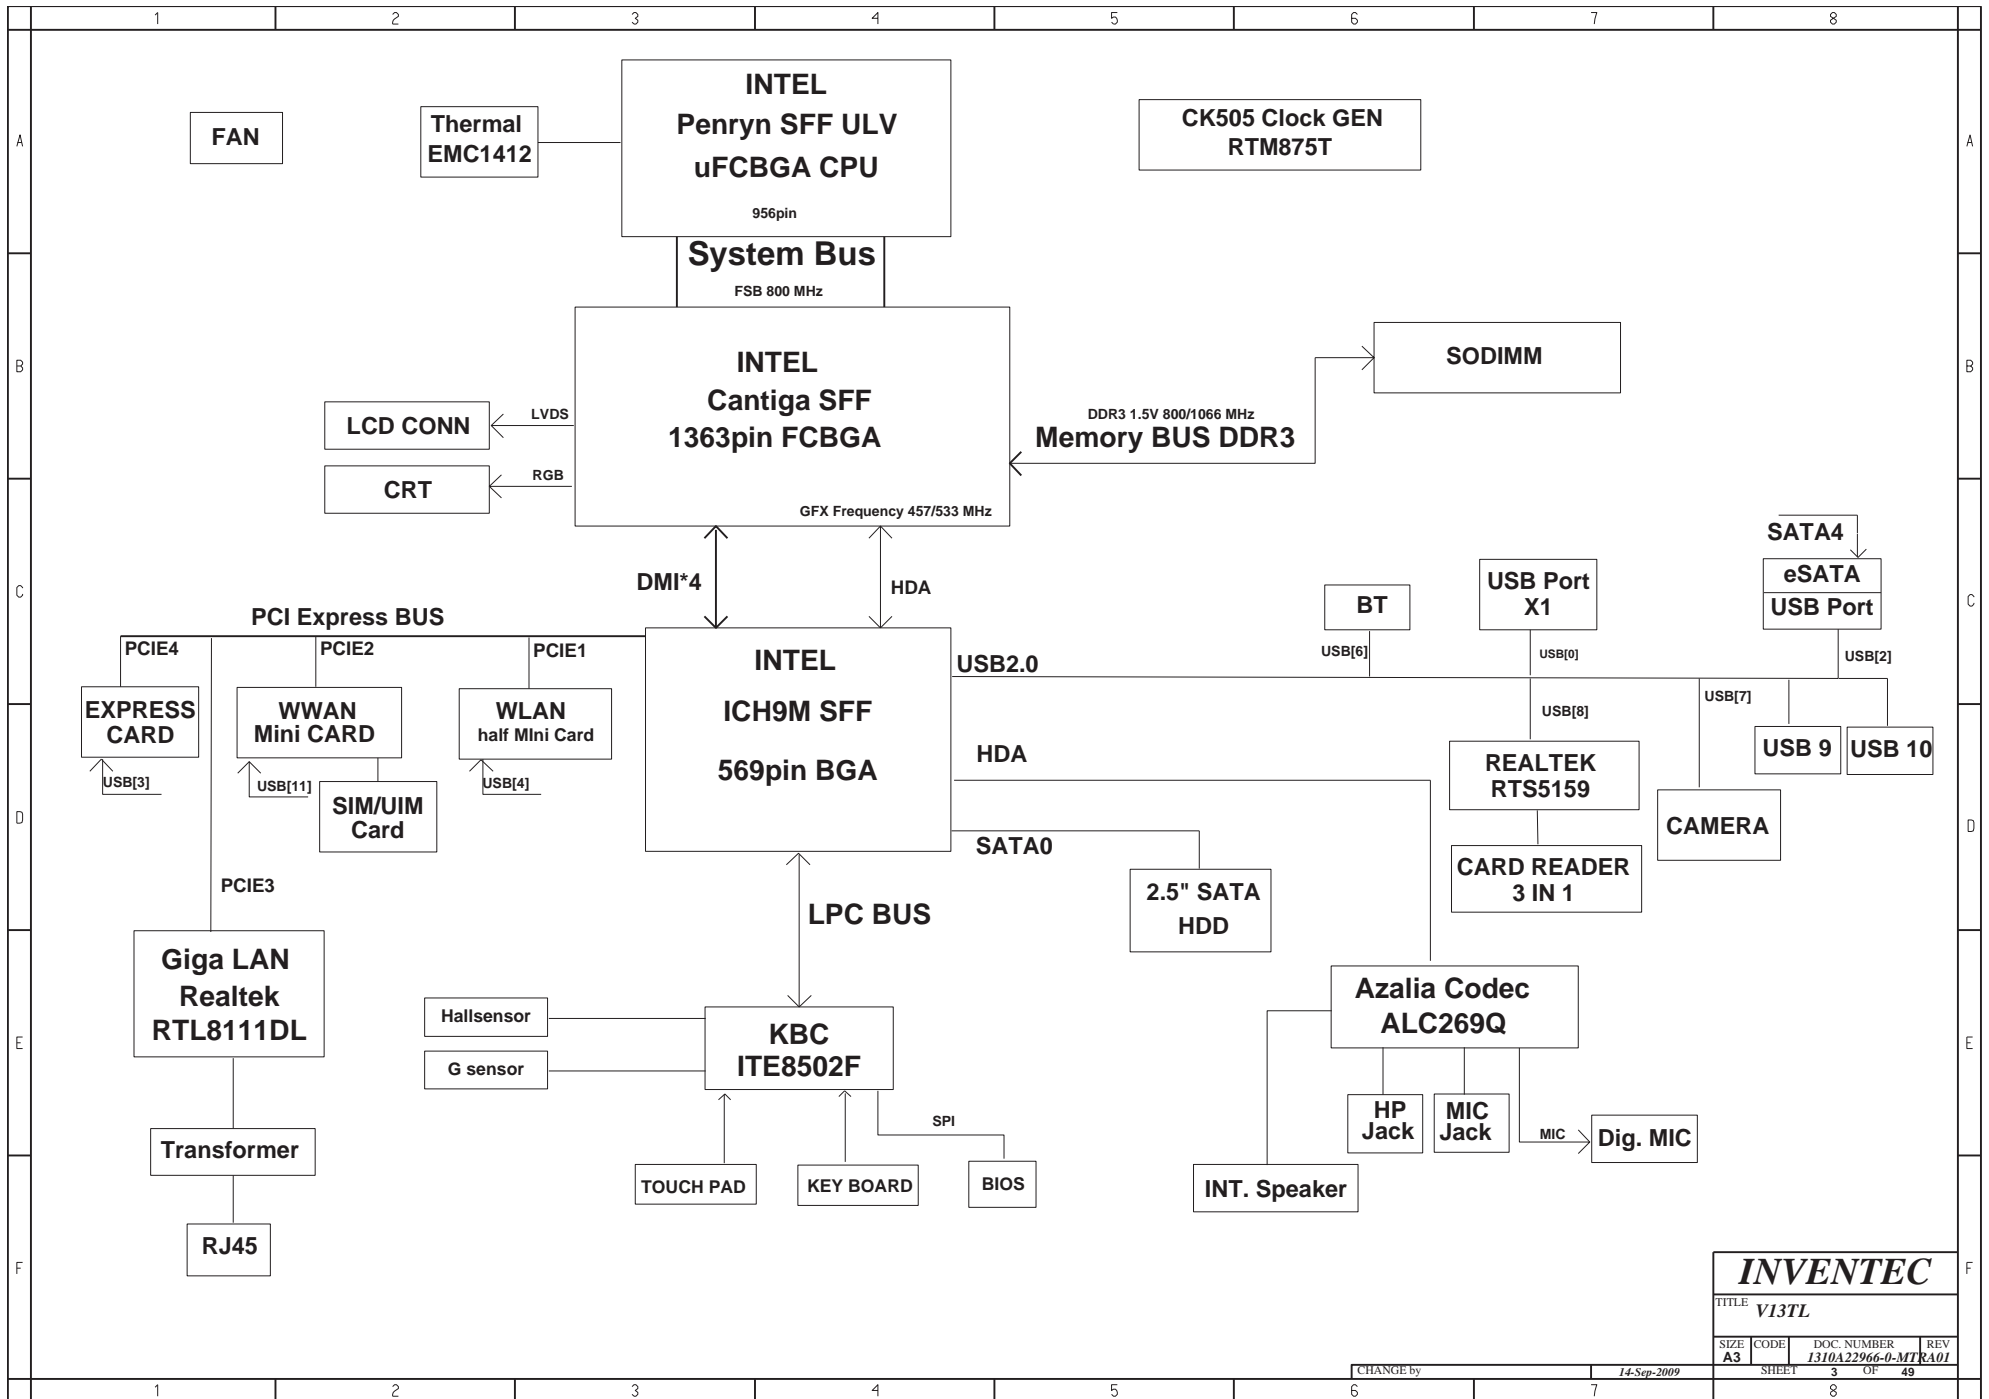 1 2 3 4 5 6 7 8
A
B
C
D
E
F
INTEL
Penryn SFF ULV
uFCBGA CPU
956pin
FAN
Thermal
EMC1412
CK505 Clock GEN
RTM875T
System Bus
FSB 800 MHz
INTEL
Cantiga SFF
1363pin FCBGA
GFX Frequency 457/533 MHz
LCD CONN
LVDS
CRT
RGB
DDR3 1.5V 800/1066 MHz
Memory BUS DDR3
SODIMM
DMI*4
HDA
PCI Express BUS
PCIE4
PCIE2
PCIE1
EXPRESS
CARD
USB[3]
WWAN
Mini CARD
USB[11]
SIM/UIM
Card
WLAN
half MIni Card
USB[4]
PCIE3
INTEL
ICH9M SFF
569pin BGA
USB2.0
HDA
SATA0
BT
USB[6]
USB Port
X1
USB[0]
SATA4
eSATA
USB Port
USB[2]
USB[8]
USB[7]
USB 9
USB 10
REALTEK
RTS5159
CARD READER
3 IN 1
CAMERA
2.5" SATA
HDD
LPC BUS
Giga LAN
Realtek
RTL8111DL
Transformer
RJ45
Hallsensor
G sensor
KBC
ITE8502F
SPI
TOUCH PAD
KEY BOARD
BIOS
Azalia Codec
ALC269Q
HP
Jack
MIC
Jack
MIC
Dig. MIC
INT. Speaker
INVENTEC
TITLE V13TL
SIZE CODE DOC. NUMBER REV
A3 1310A22966-0-MTRA01
CHANGE by 14-Sep-2009 SHEET 3 OF 49
A
B
C
D
E
F
1 2 3 4 5 6 7 8